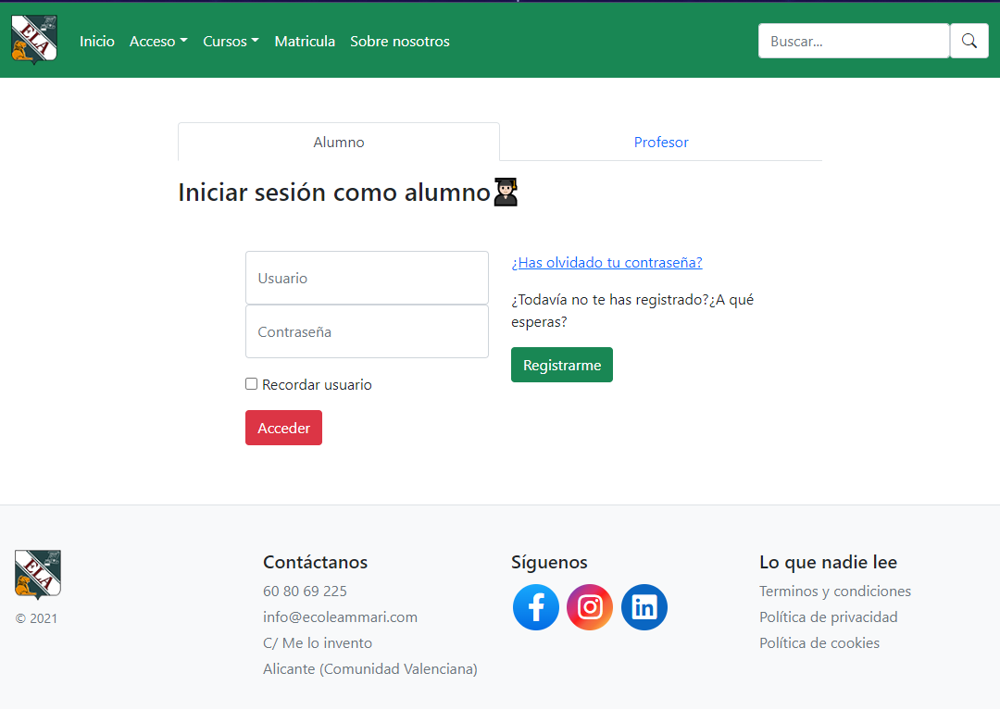 ELA
Inicio Acceso Cursos Matricula Sobre nosotros Buscar...
Alumno Profesor
Iniciar sesión como alumno
Usuario
Contraseña
Recordar usuario
Acceder
¿Has olvidado tu contraseña?
¿Todavía no te has registrado?¿A qué
esperas?
Registrarme
ELA
© 2021
Contáctanos
60 80 69 225
info@ecoleammari.com
C/ Me lo invento
Alicante (Comunidad Valenciana)
Síguenos
Lo que nadie lee
Terminos y condiciones
Política de privacidad
Política de cookies